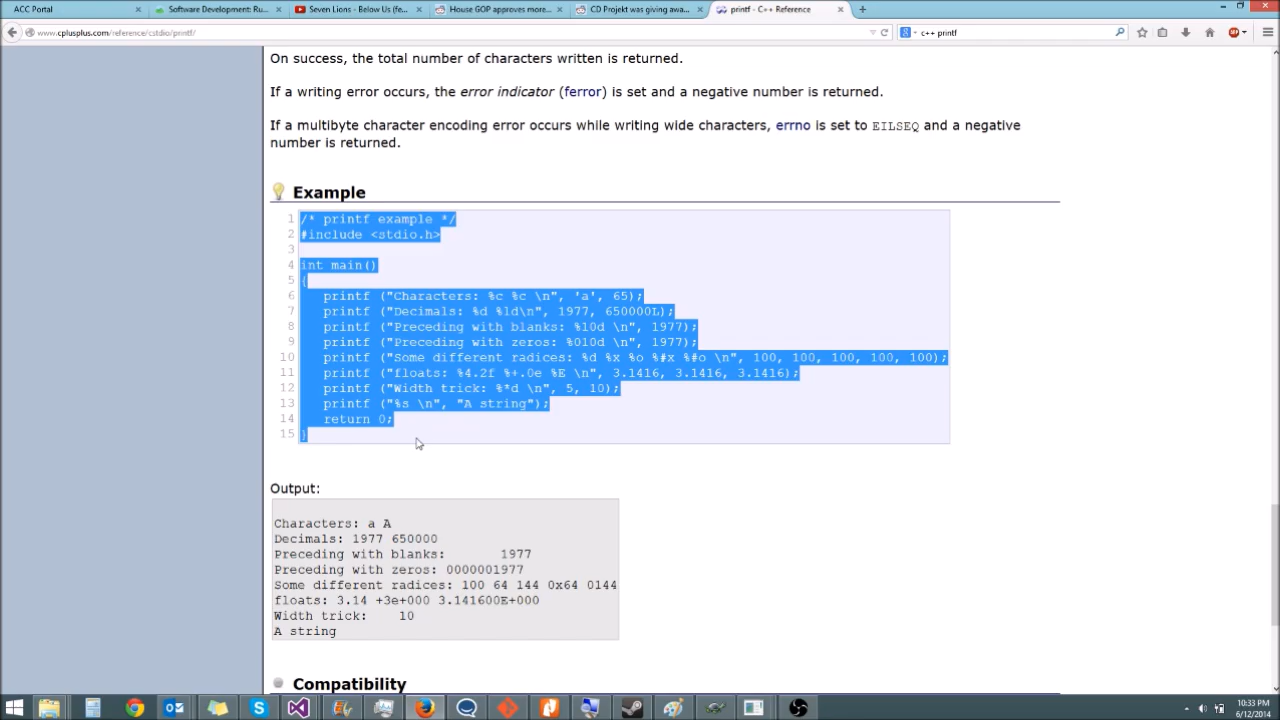 ACC Portal
Software Development: Ru...
Seven Lions - Below Us (fe...
House GOP approves more...
CD Projekt was giving awa...
printf - C++ Reference
www.cplusplus.com/reference/cstdio/printf/
c++ printf
On success, the total number of characters written is returned.
If a writing error occurs, the error indicator (ferror) is set and a negative number is returned.
If a multibyte character encoding error occurs while writing wide characters, errno is set to EILSEQ and a negative
number is returned.
Example
1 /* printf example */
2 #include <stdio.h>
3
4 int main()
5 {
6 printf ("Characters: %c %c \n", 'a', 65);
7 printf ("Decimals: %d %ld\n", 1977, 650000L);
8 printf ("Preceding with blanks: %10d \n", 1977);
9 printf ("Preceding with zeros: %010d \n", 1977);
10 printf ("Some different radices: %d %x %o %#x %#o \n", 100, 100, 100, 100, 100);
11 printf ("floats: %4.2f %+.0e %E \n", 3.1416, 3.1416, 3.1416);
12 printf ("Width trick: %*d \n", 5, 10);
13 printf ("%s \n", "A string");
14 return 0;
15 }
Output:
Characters: a A
Decimals: 1977 650000
Preceding with blanks:       1977
Preceding with zeros: 0000001977
Some different radices: 100 64 144 0x64 0144
floats: 3.14 +3e+000 3.141600E+000
Width trick:    10
A string
Compatibility
10:33 PM
6/12/2014